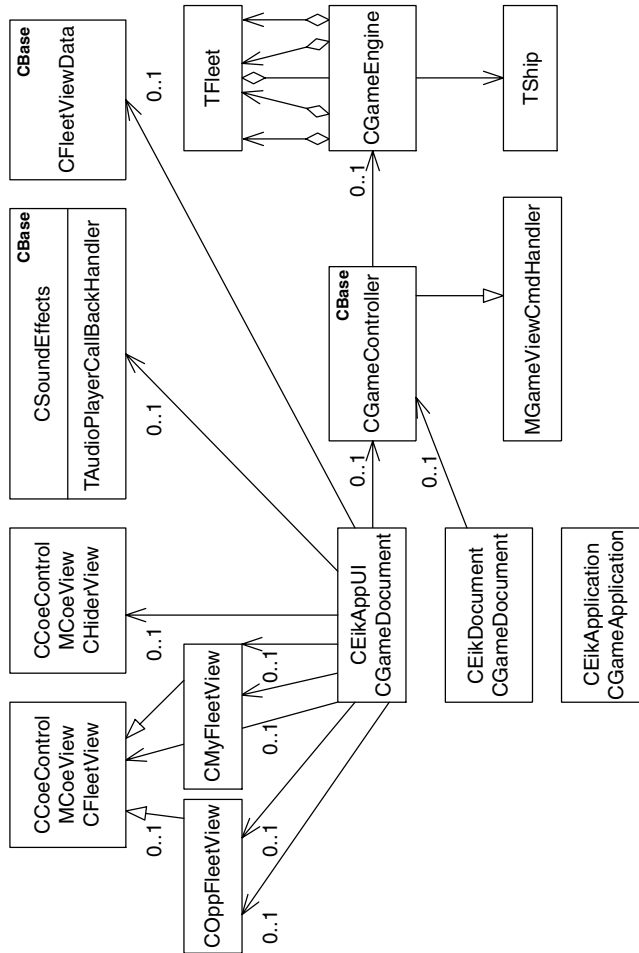 CCoeControl
MCoeView
CFleetView
0..1
COppFleetView
0..1
0..1
CMyFleetView
0..1
0..1
CCoeControl
MCoeView
CHiderView
0..1
CBase
CSoundEffects
TAudioPlayerCallBackHandler
0..1
CBase
CFleetViewData
0..1
CEikAppUI
CGameDocument
0..1
CBase
CGameController
0..1
0..1
CGameEngine
TFleet
TShip
MGameViewCmdHandler
CEikDocument
CGameDocument
CEikApplication
CGameApplication